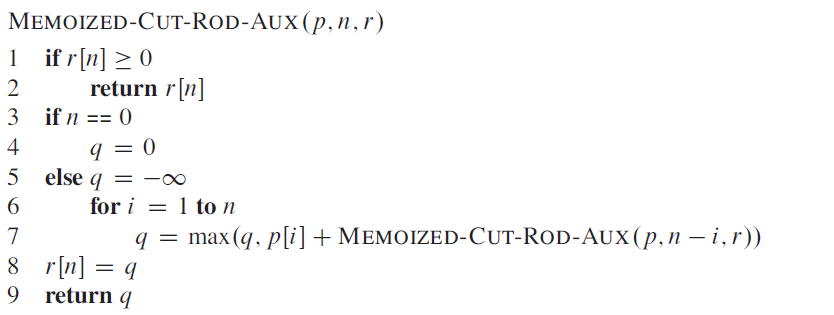 MEMOIZED-CUT-ROD-AUX(p, n, r)
1 if r[n] ≥ 0
2 return r[n]
3 if n == 0
4 q = 0
5 else q = −∞
6 for i = 1 to n
7 q = max(q, p[i] + MEMOIZED-CUT-ROD-AUX(p, n − i, r))
8 r[n] = q
9 return q